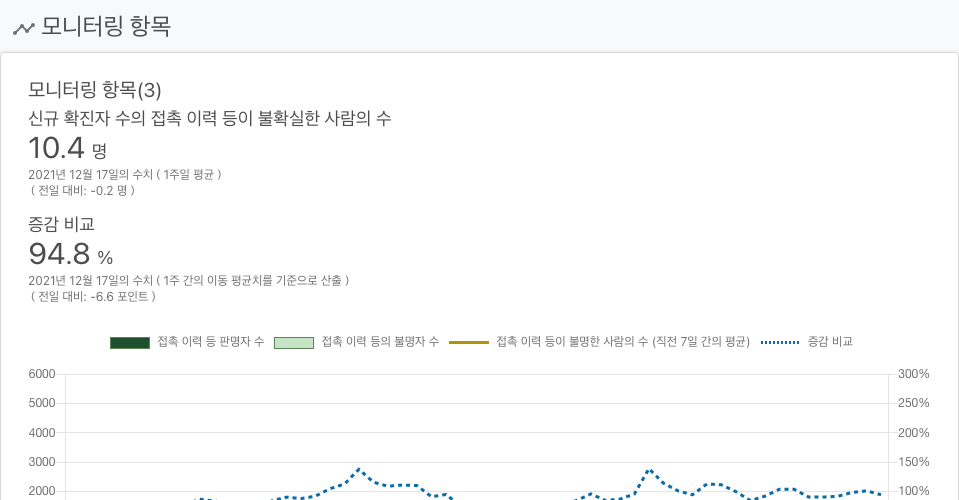 모니터링 항목
모니터링 항목(3)
신규 확진자 수의 접촉 이력 등이 불확실한 사람의 수
10.4 명
2021년 12월 17일의 수치 ( 1주일 평균 )
( 전일 대비: -0.2 명 )
증감 비교
94.8 %
2021년 12월 17일의 수치 ( 1주 간의 이동 평균치를 기준으로 산출 )
( 전일 대비: -6.6 포인트 )
접촉 이력 등 판명자 수 접촉 이력 등의 불명자 수 접촉 이력 등이 불명한 사람의 수 (직전 7일 간의 평균) 증감 비교
6000 300%
5000 250%
4000 200%
3000 150%
2000 100%